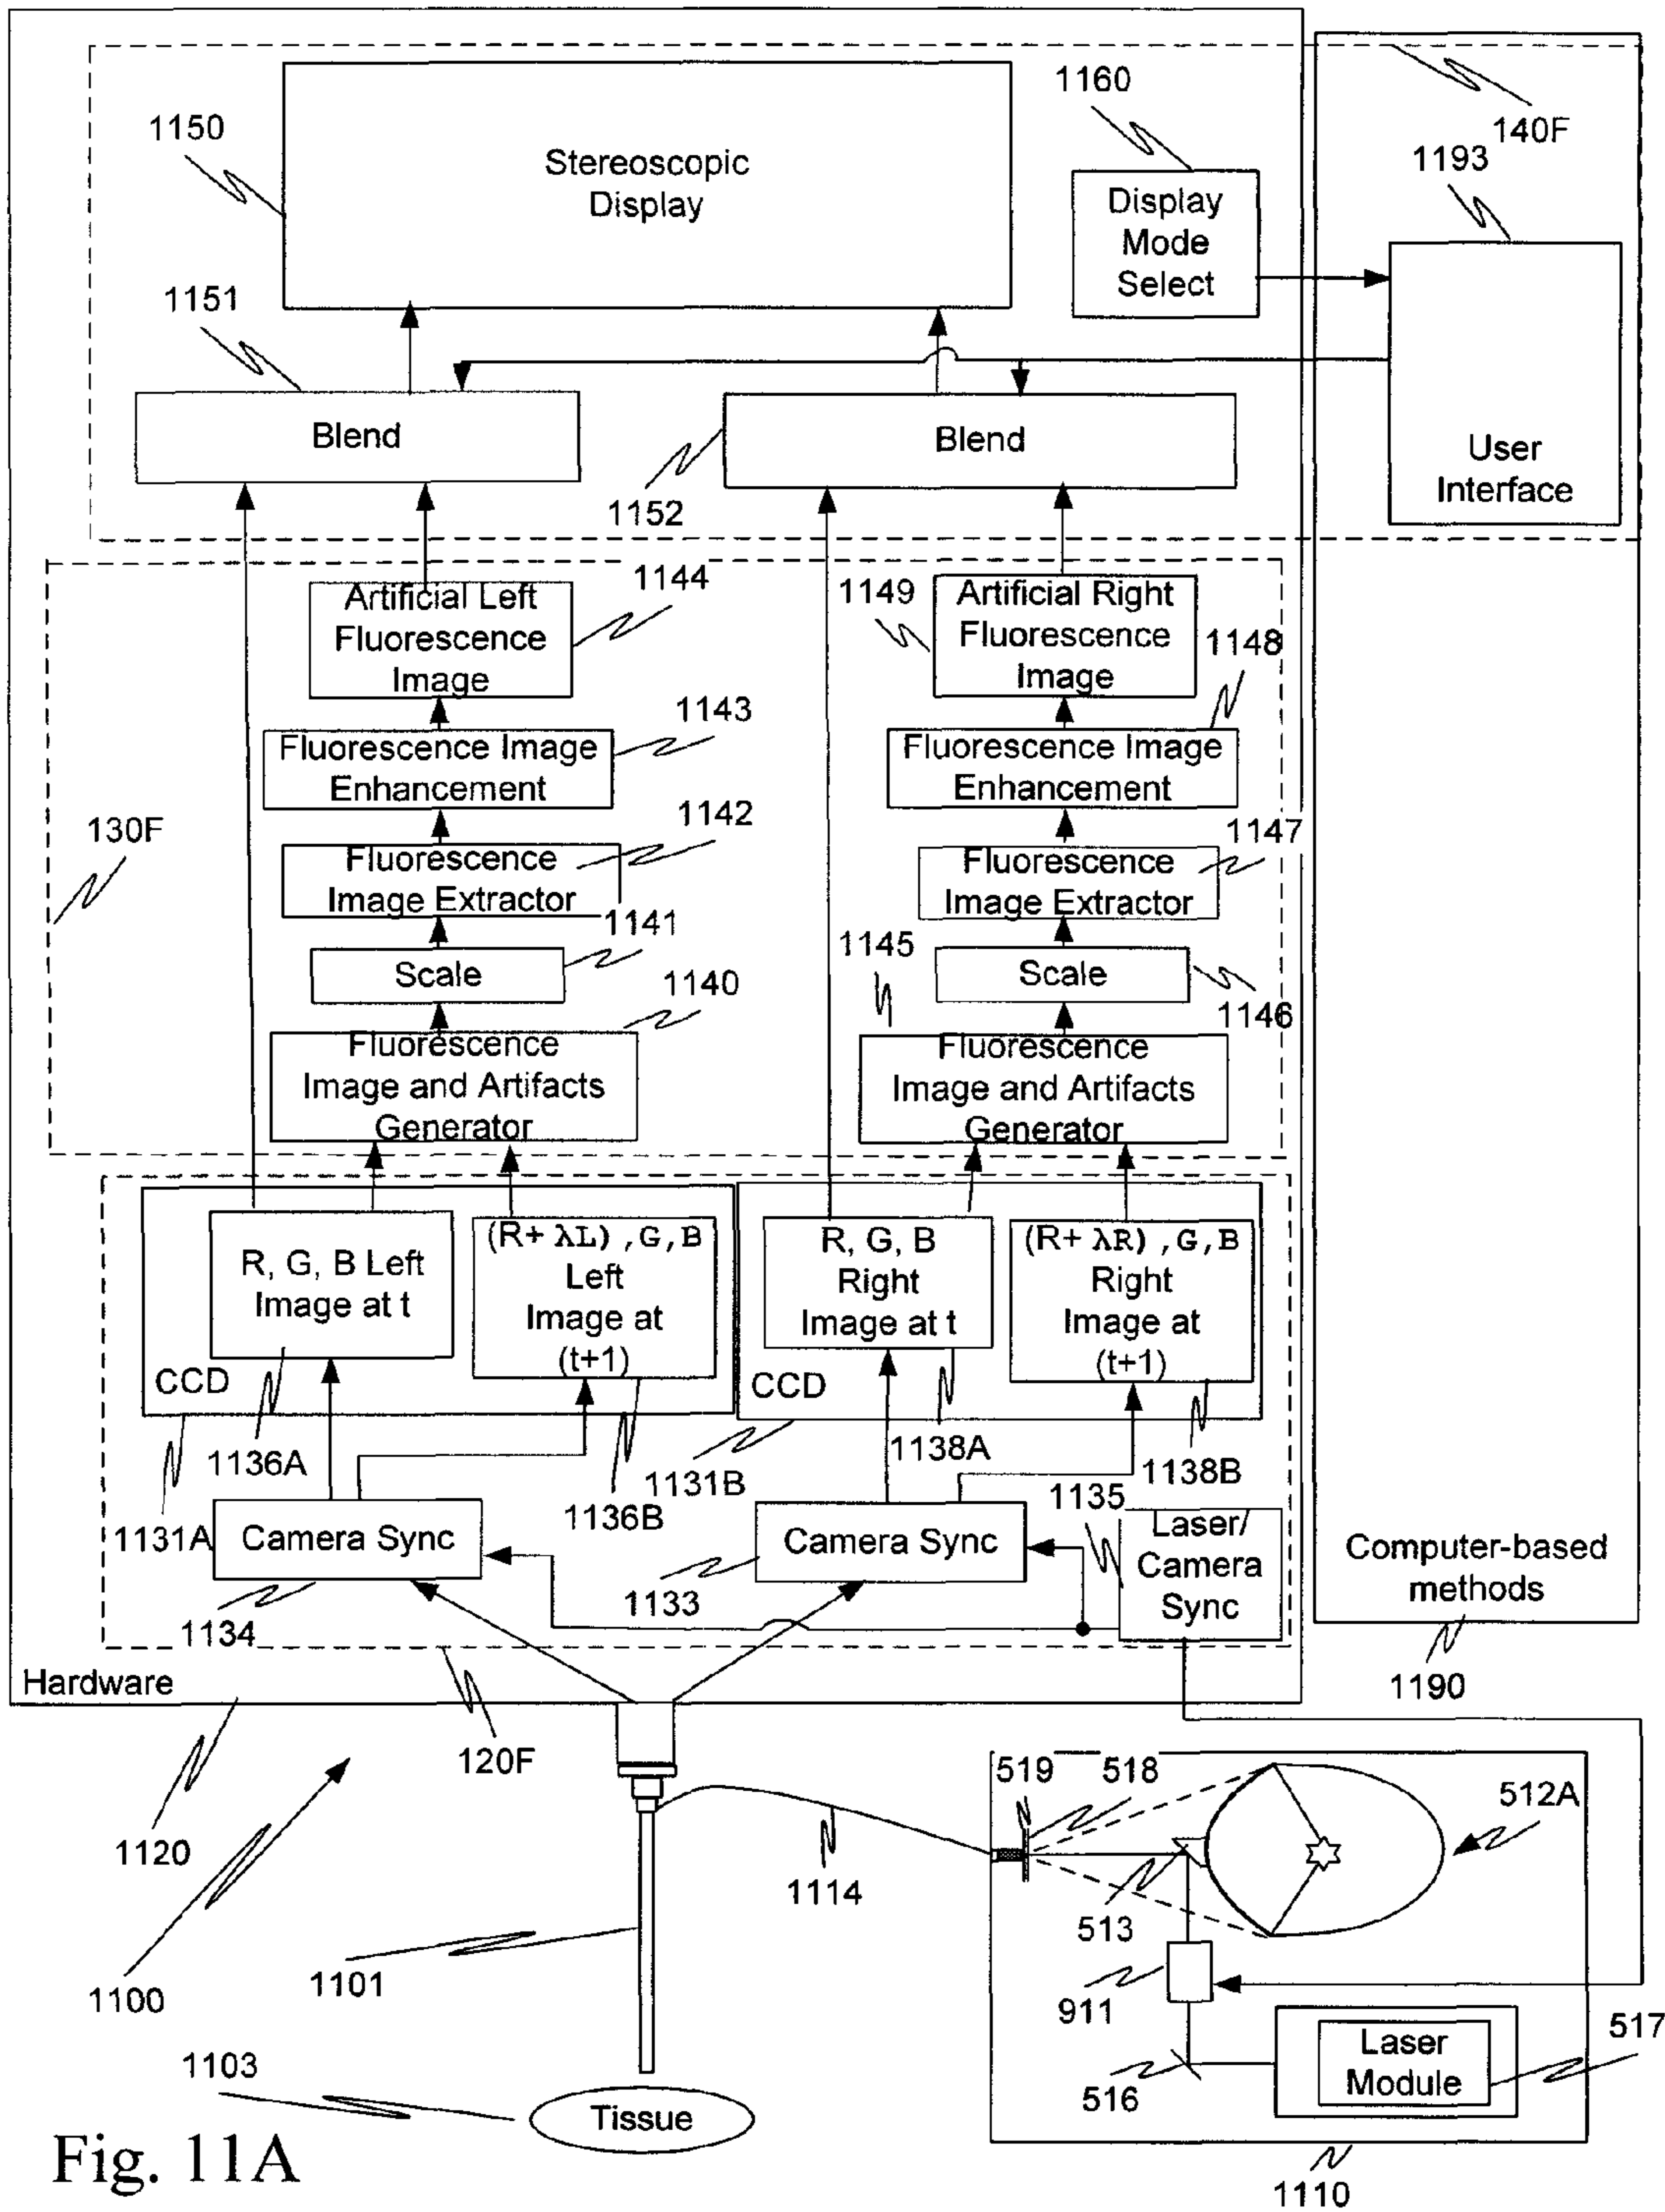 1160
140F
1150
Stereoscopic
Display
1193
Display
Mode
Select
1151
User
Interface
Blend
Blend
1152
1144
1149
Artificial Left
Fluorescence
Image
Artificial Right
Fluorescence
Image
1148
1143
Fluorescence Image
Enhancement
Fluorescence Image
Enhancement
130F
1142
1147
Fluorescence
Image Extractor
Fluorescence
Image Extractor
1141
1145
Scale
Scale
1140
1146
Fluorescence
Image and Artifacts
Generator
Fluorescence
Image and Artifacts
Generator
R, G, B Left
Image at t
(R+ λL) ,G,B
Left
Image at
(t+1)
R, G, B
Right
Image at t
(R+ λR) ,G,B
Right
Image at
(t+1)
CCD
CCD
1136A
1138A
1131B
1138B
1135
1136B
1131A
Camera Sync
Camera Sync
Laser/
Camera
Sync
Computer-based
methods
1133
1134
Hardware
1190
120F
519
518
512A
1120
1114
513
1101
1100
911
517
Laser
Module
516
1103
Tissue
Fig. 11A
1110